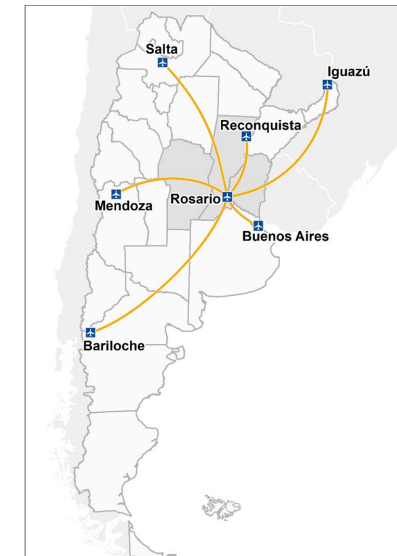 Salta
Iguazú
Reconquista
Mendoza
Rosario
Buenos Aires
Bariloche